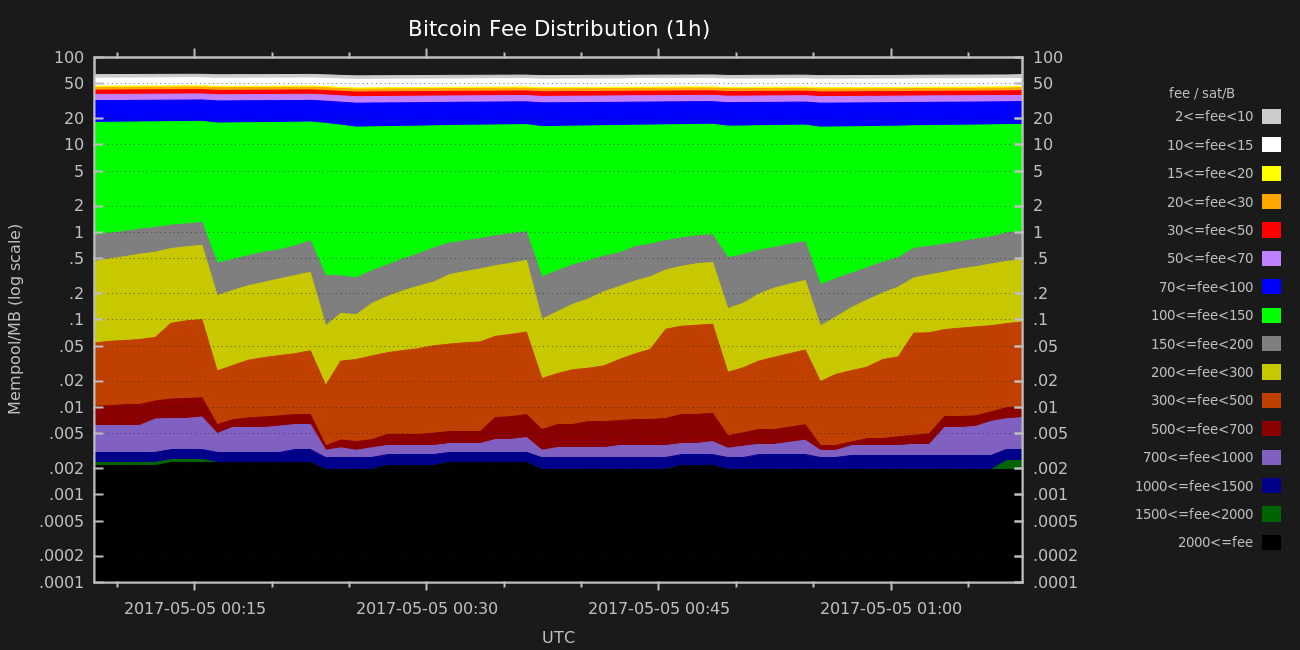 Bitcoin Fee Distribution (1h)
Mempool/MB (log scale)
100
50
20
10
5
2
1
.5
.2
.1
.05
.02
.01
.005
.002
.001
.0005
.0002
.0001
100
50
20
10
5
2
1
.5
.2
.1
.05
.02
.01
.005
.002
.001
.0005
.0002
.0001
2017-05-05 00:15
2017-05-05 00:30
2017-05-05 00:45
2017-05-05 01:00
UTC
fee / sat/B
2<=fee<10
10<=fee<15
15<=fee<20
20<=fee<30
30<=fee<50
50<=fee<70
70<=fee<100
100<=fee<150
150<=fee<200
200<=fee<300
300<=fee<500
500<=fee<700
700<=fee<1000
1000<=fee<1500
1500<=fee<2000
2000<=fee